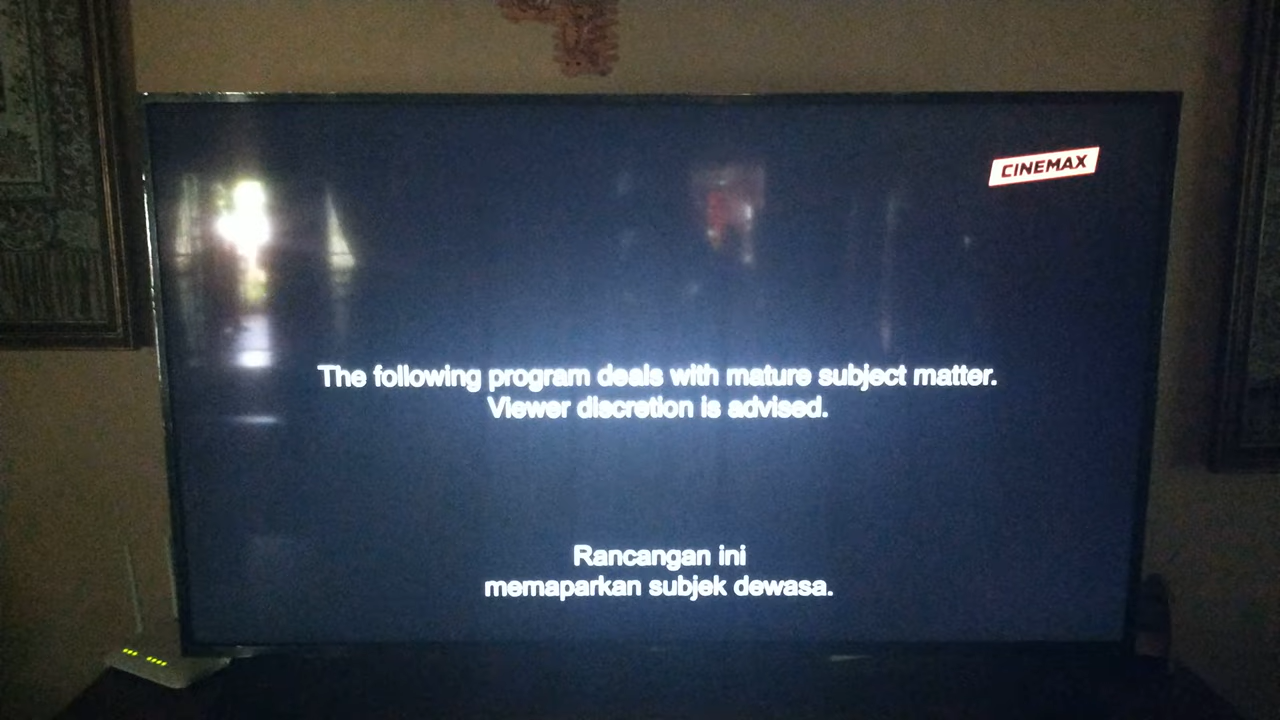 CINEMAX
The following program deals with mature subject matter.
Viewer discretion is advised.
Rancangan ini
memaparkan subjek dewasa.